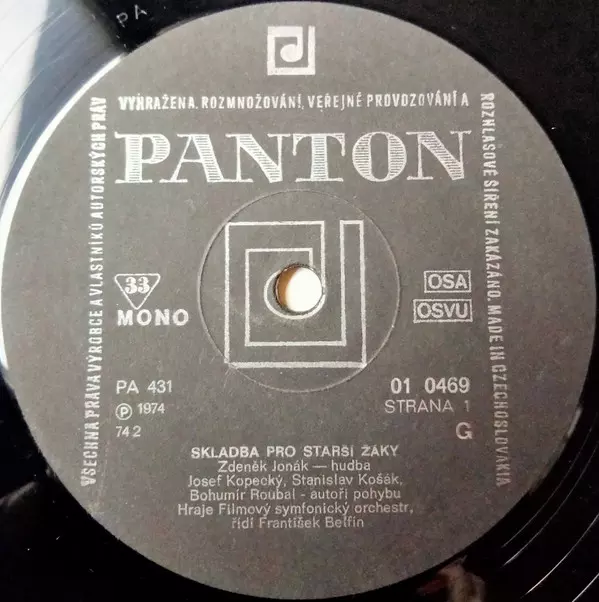 PA
VŠECHNA PRÁVA VÝROBCE A VLASTNÍKŮ AUTORSKÝCH PRÁV
VYHRAŽENA. ROZMNOŽOVÁNÍ, VEŘEJNÉ PROVOZOVÁNÍ A
ROZHLASOVÉ ŠÍŘENÍ ZAKÁZÁNO. MADE IN CZECHOSLOVAKIA
PANTON
33
MONO
OSA
OSVU
PA 431
Ⓟ 1974
74 2
01 0469
STRANA 1
G
SKLADBA PRO STARŠÍ ŽÁKY
Zdeněk Jonák — hudba
Josef Kopecký, Stanislav Košák,
Bohumír Roubal - autoři pohybu
Hraje Filmový symfonický orchestr,
řídí František Belfín